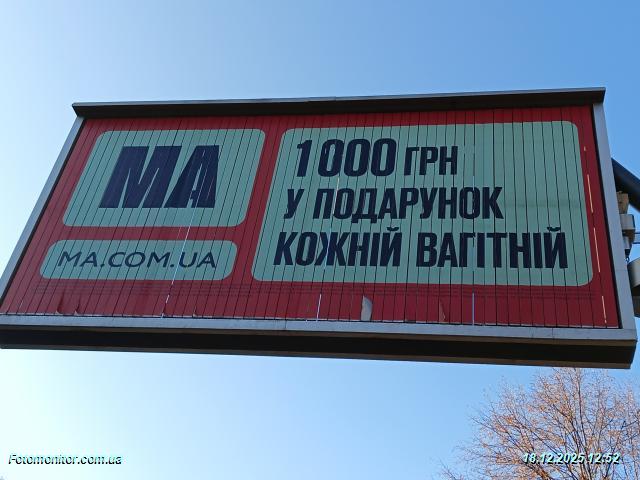 MA
MA.COM.UA
1000 ГРН
У ПОДАРУНОК
КОЖНІЙ ВАГІТНІЙ
Fotomonitor.com.ua
18.12.2025 12:52